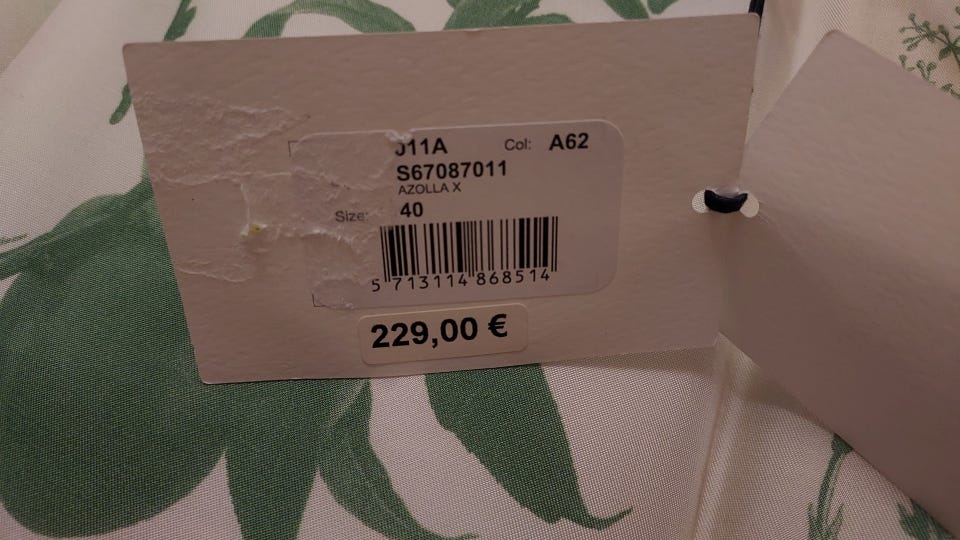 011A Col: A62
S67087011
AZOLLA X
Size: 40
5 713114 868514
229,00 €